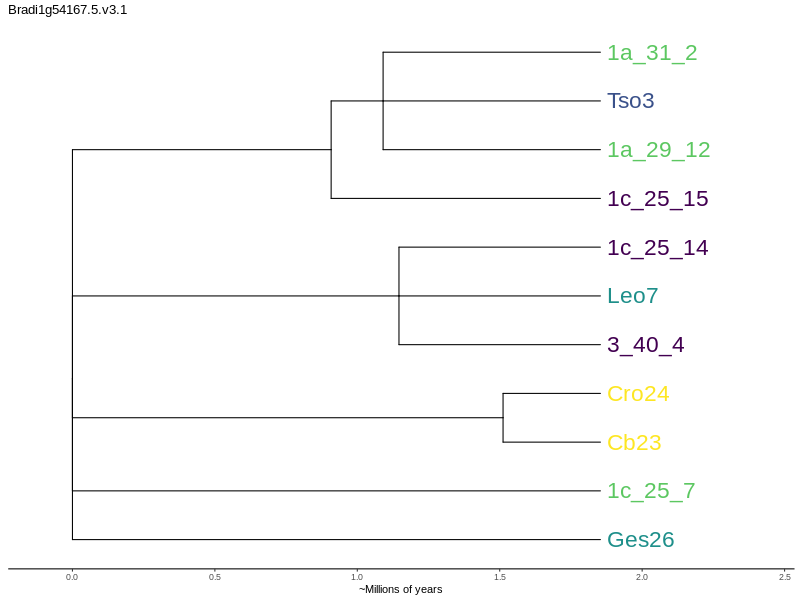 Bradi1g54167.5.v3.1
1a_31_2
Tso3
1a_29_12
1c_25_15
1c_25_14
Leo7
3_40_4
Cro24
Cb23
1c_25_7
Ges26
0.0 0.5 1.0 1.5 2.0 2.5
~Millions of years